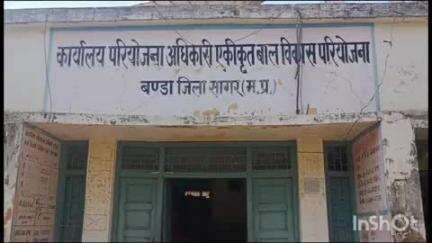 कार्यालय परियोजना अधिकारी एकीकृत बाल विकास परियोजना
बण्डा जिला सागर (म.प्र.)
InShOt